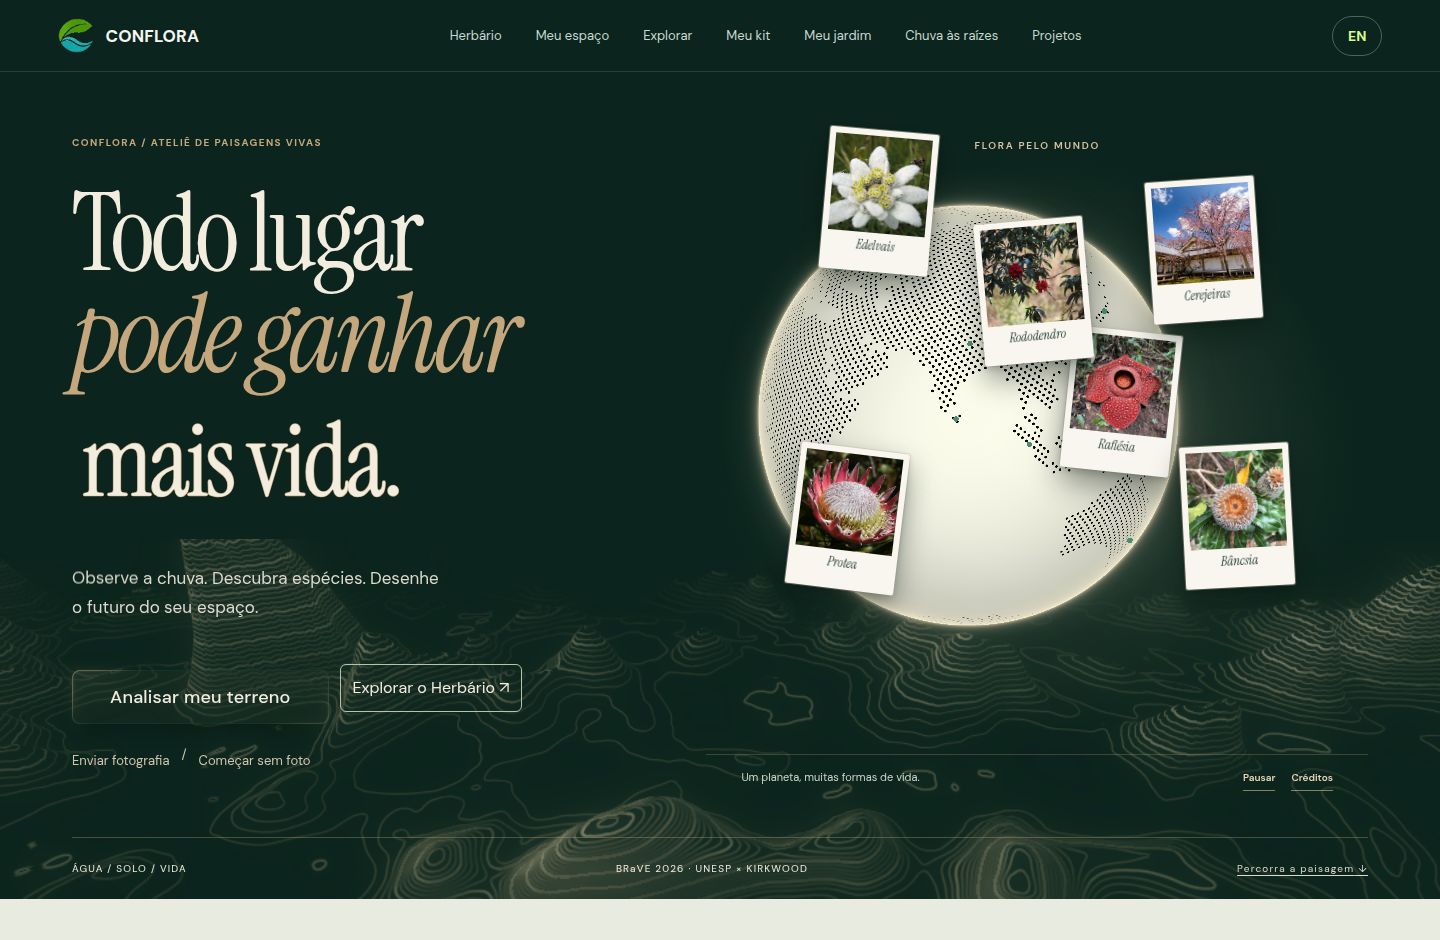 CONFLORA
Herbário
Meu espaço
Explorar
Meu kit
Meu jardim
Chuva às raízes
Projetos
EN
CONFLORA / ATELIÊ DE PAISAGENS VIVAS
Todo lugar
pode ganhar
mais vida.
Observe a chuva. Descubra espécies. Desenhe
o futuro do seu espaço.
Analisar meu terreno
Explorar o Herbário ↗
Enviar fotografia / Começar sem foto
FLORA PELO MUNDO
Edelvais
Rododendro
Cerejeiras
Raflésia
Protea
Bâncsia
Um planeta, muitas formas de vida.
Pausar
Créditos
ÁGUA / SOLO / VIDA
BRaVE 2026 · UNESP × KIRKWOOD
Percorra a paisagem ↓